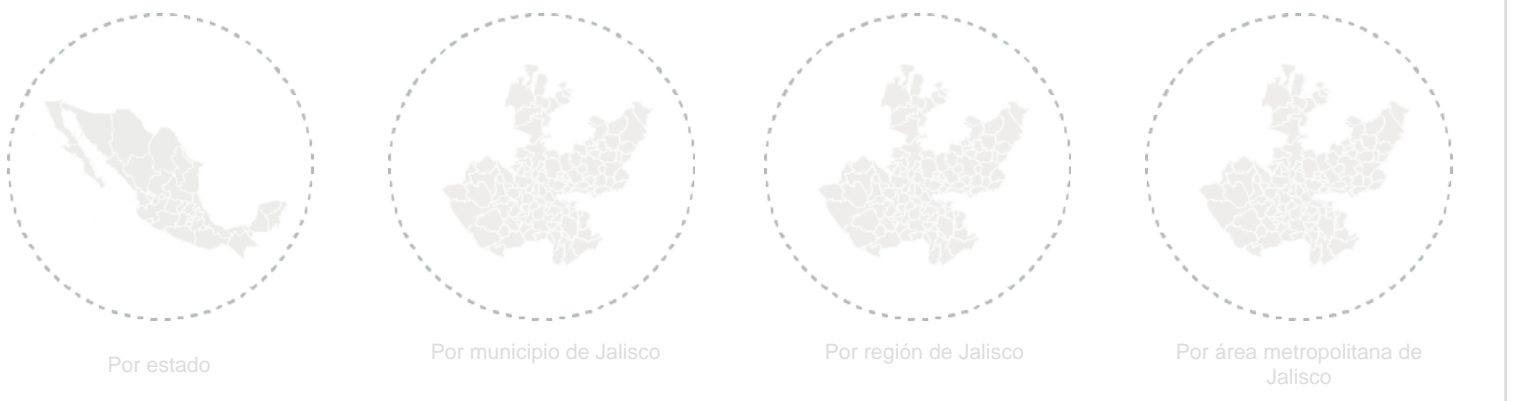 Por estado
Por municipio de Jalisco
Por región de Jalisco
Por área metropolitana de
Jalisco